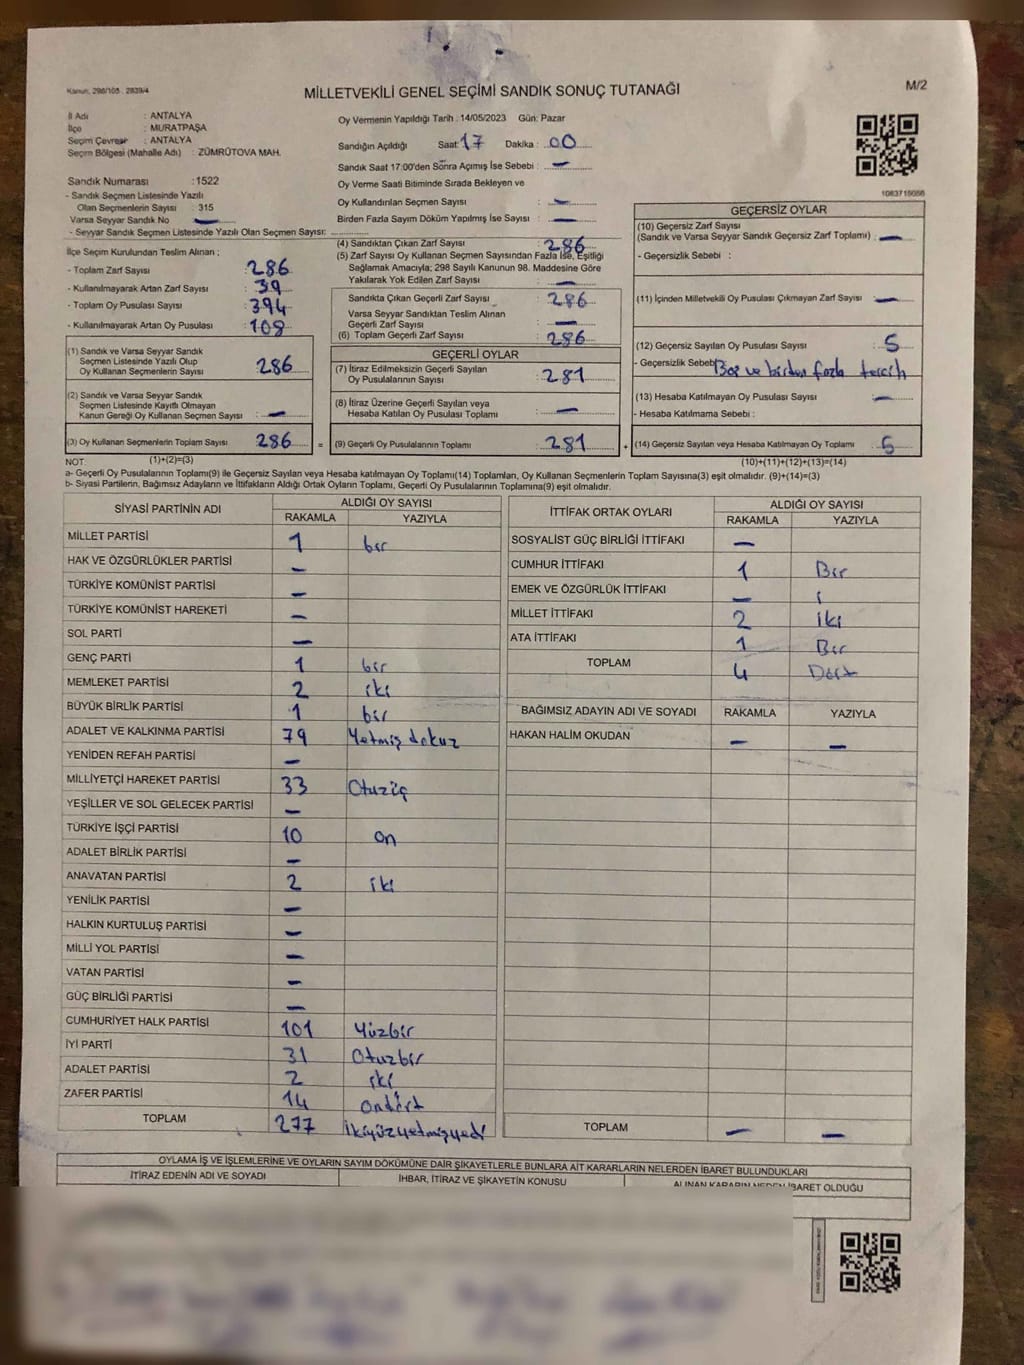 Kanun, 298/105 . 2839/4
MİLLETVEKİLİ GENEL SEÇİMİ SANDIK SONUÇ TUTANAĞI
M/2
İl Adı : ANTALYA
İlçe : MURATPAŞA
Seçim Çevresi : ANTALYA
Seçim Bölgesi (Mahalle Adı) : ZÜMRÜTOVA MAH.
Sandık Numarası : 1522
- Sandık Seçmen Listesinde Yazılı
Olan Seçmenlerin Sayısı : 315
Varsa Seyyar Sandık No —
- Seyyar Sandık Seçmen Listesinde Yazılı Olan Seçmen Sayısı:
Oy Vermenin Yapıldığı Tarih : 14/05/2023 Gün: Pazar
Sandığın Açıldığı Saat: 17 Dakika : 00
Sandık Saat 17:00'den Sonra Açımış İse Sebebi : —
Oy Verme Saati Bitiminde Sırada Bekleyen ve
Oy Kullandırılan Seçmen Sayısı : —
Birden Fazla Sayım Döküm Yapılmış İse Sayısı : —
1083715086
İlçe Seçim Kurulundan Teslim Alınan ;
- Toplam Zarf Sayısı : 286
- Kullanılmayarak Artan Zarf Sayısı : 39
- Toplam Oy Pusulası Sayısı : 394
- Kullanılmayarak Artan Oy Pusulası : 108
(4) Sandıktan Çıkan Zarf Sayısı : 286
(5) Zarf Sayısı Oy Kullanan Seçmen Sayısından Fazla İse, Eşitliği
Sağlamak Amacıyla; 298 Sayılı Kanunun 98. Maddesine Göre
Yakılarak Yok Edilen Zarf Sayısı : —
Sandıkta Çıkan Geçerli Zarf Sayısı : 286
Varsa Seyyar Sandıktan Teslim Alınan
Geçerli Zarf Sayısı : —
(6) Toplam Geçerli Zarf Sayısı : 286
GEÇERSİZ OYLAR
(10) Geçersiz Zarf Sayısı
(Sandık ve Varsa Seyyar Sandık Geçersiz Zarf Toplamı) : —
- Geçersizlik Sebebi :
(11) İçinden Milletvekili Oy Pusulası Çıkmayan Zarf Sayısı : —
(12) Geçersiz Sayılan Oy Pusulası Sayısı : 5
- Geçersizlik Sebebi Boş ve birden fazla tercih
(13) Hesaba Katılmayan Oy Pusulası Sayısı : —
- Hesaba Katılmama Sebebi :
(14) Geçersiz Sayılan veya Hesaba Katılmayan Oy Toplamı : 5
(10)+(11)+(12)+(13)=(14)
(1) Sandık ve Varsa Seyyar Sandık
Seçmen Listesinde Yazılı Olup
Oy Kullanan Seçmenlerin Sayısı : 286
(2) Sandık ve Varsa Seyyar Sandık
Seçmen Listesinde Kayıtlı Olmayan
Kanun Gereği Oy Kullanan Seçmen Sayısı : —
(3) Oy Kullanan Seçmenlerin Toplam Sayısı : 286 =
(1)+(2)=(3)
GEÇERLİ OYLAR
(7) İtiraz Edilmeksizin Geçerli Sayılan
Oy Pusulalarının Sayısı : 281
(8) İtiraz Üzerine Geçerli Sayılan veya
Hesaba Katılan Oy Pusulası Toplamı : —
(9) Geçerli Oy Pusulalarının Toplamı : 281 +
NOT
a- Geçerli Oy Pusulalarının Toplamı(9) ile Geçersiz Sayılan veya Hesaba katılmayan Oy Toplamı(14) Toplamları, Oy Kullanan Seçmenlerin Toplam Sayısına(3) eşit olmalıdır. (9)+(14)=(3)
b- Siyasi Partilerin, Bağımsız Adayların ve İttifakların Aldığı Ortak Oyların Toplamı, Geçerli Oy Pusulalarının Toplamına(9) eşit olmalıdır.
SİYASİ PARTİNİN ADI ALDIĞI OY SAYISI
RAKAMLA YAZIYLA
MİLLET PARTİSİ 1 bir
HAK VE ÖZGÜRLÜKLER PARTİSİ —
TÜRKİYE KOMÜNİST PARTİSİ —
TÜRKİYE KOMÜNİST HAREKETİ —
SOL PARTİ —
GENÇ PARTİ 1 bir
MEMLEKET PARTİSİ 2 iki
BÜYÜK BİRLİK PARTİSİ 1 bir
ADALET VE KALKINMA PARTİSİ 79 Yetmiş dokuz
YENİDEN REFAH PARTİSİ —
MİLLİYETÇİ HAREKET PARTİSİ 33 Otuzüç
YEŞİLLER VE SOL GELECEK PARTİSİ —
TÜRKİYE İŞÇİ PARTİSİ 10 on
ADALET BİRLİK PARTİSİ —
ANAVATAN PARTİSİ 2 iki
YENİLİK PARTİSİ —
HALKIN KURTULUŞ PARTİSİ —
MİLLİ YOL PARTİSİ —
VATAN PARTİSİ —
GÜÇ BİRLİĞİ PARTİSİ —
CUMHURİYET HALK PARTİSİ 101 Yüzbir
İYİ PARTİ 31 Otuzbir
ADALET PARTİSİ 2 iki
ZAFER PARTİSİ 14 ondört
TOPLAM 277 İkiyüzyetmişyedi
İTTİFAK ORTAK OYLARI ALDIĞI OY SAYISI
RAKAMLA YAZIYLA
SOSYALİST GÜÇ BİRLİĞİ İTTİFAKI —
CUMHUR İTTİFAKI 1 Bir
EMEK VE ÖZGÜRLÜK İTTİFAKI —
MİLLET İTTİFAKI 2 iki
ATA İTTİFAKI 1 Bir
TOPLAM 4 Dört
BAĞIMSIZ ADAYIN ADI VE SOYADI RAKAMLA YAZIYLA
HAKAN HALİM OKUDAN — —
TOPLAM — —
OYLAMA İŞ VE İŞLEMLERİNE VE OYLARIN SAYIM DÖKÜMÜNE DAİR ŞİKAYETLERLE BUNLARA AİT KARARLARIN NELERDEN İBARET BULUNDUKLARI
İTİRAZ EDENİN ADI VE SOYADI İHBAR, İTİRAZ VE ŞİKAYETİN KONUSU ALINAN KARARIN NEDEN İBARET OLDUĞU